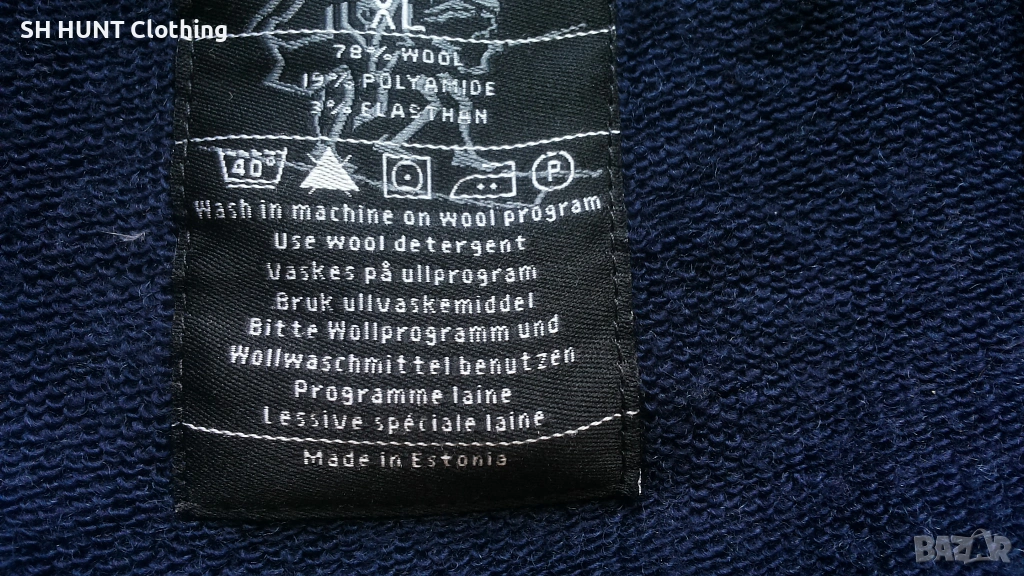 SH HUNT Clothing
XL
78% WOOL
19% POLYAMIDE
3% ELASTHAN
40° P
Wash in machine on wool program
Use wool detergent
Vaskes på ullprogram
Bruk ullvaskemiddel
Bitte Wollprogramm und
Wollwaschmittel benutzen
Programme laine
Lessive spéciale laine
Made in Estonia
BAZAR